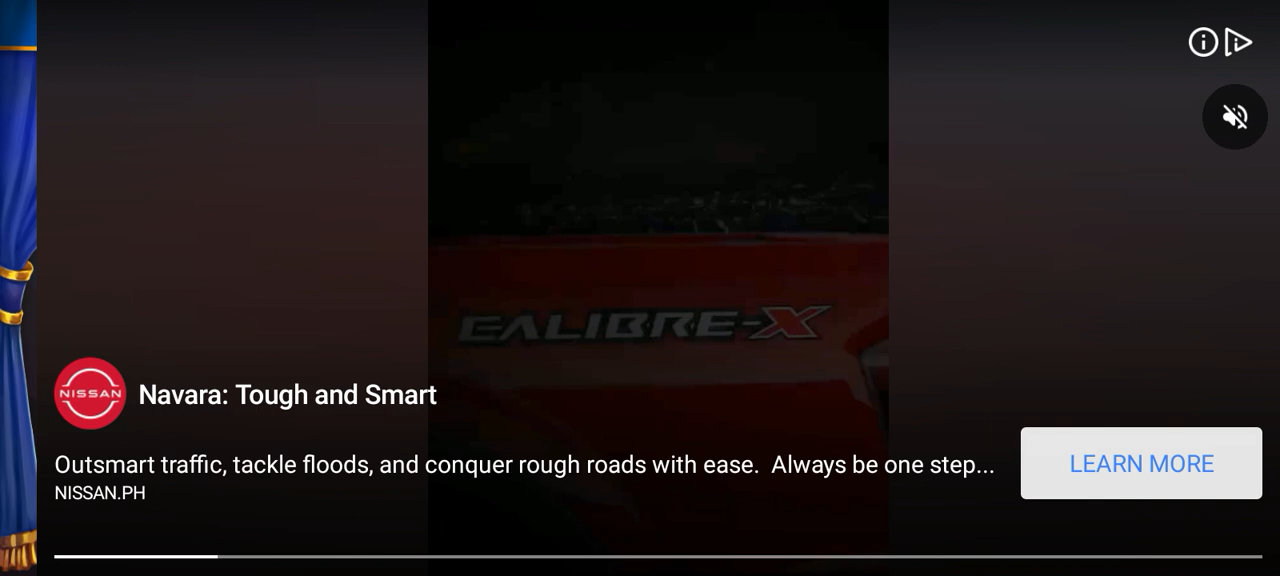 CALIBRE-X
NISSAN
Navara: Tough and Smart
Outsmart traffic, tackle floods, and conquer rough roads with ease.  Always be one step...
LEARN MORE
NISSAN.PH